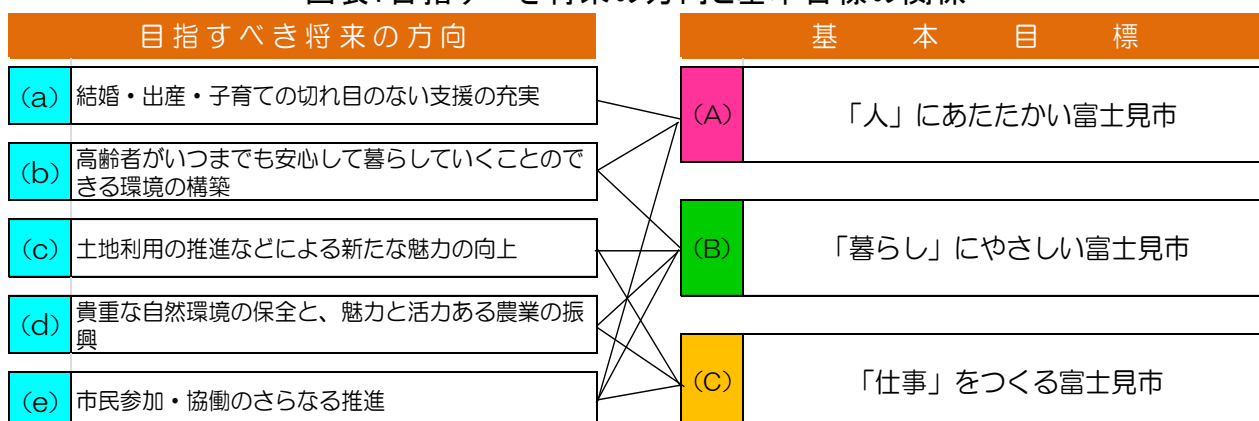 目指すべき将来の方向
基本目標
(a) 結婚・出産・子育ての切れ目のない支援の充実
(A) 「人」にあたたかい富士見市
(b) 高齢者がいつまでも安心して暮らしていくことので
きる環境の構築
(c) 土地利用の推進などによる新たな魅力の向上
(B) 「暮らし」にやさしい富士見市
(d) 貴重な自然環境の保全と、魅力と活力ある農業の振
興
(e) 市民参加・協働のさらなる推進
(C) 「仕事」をつくる富士見市